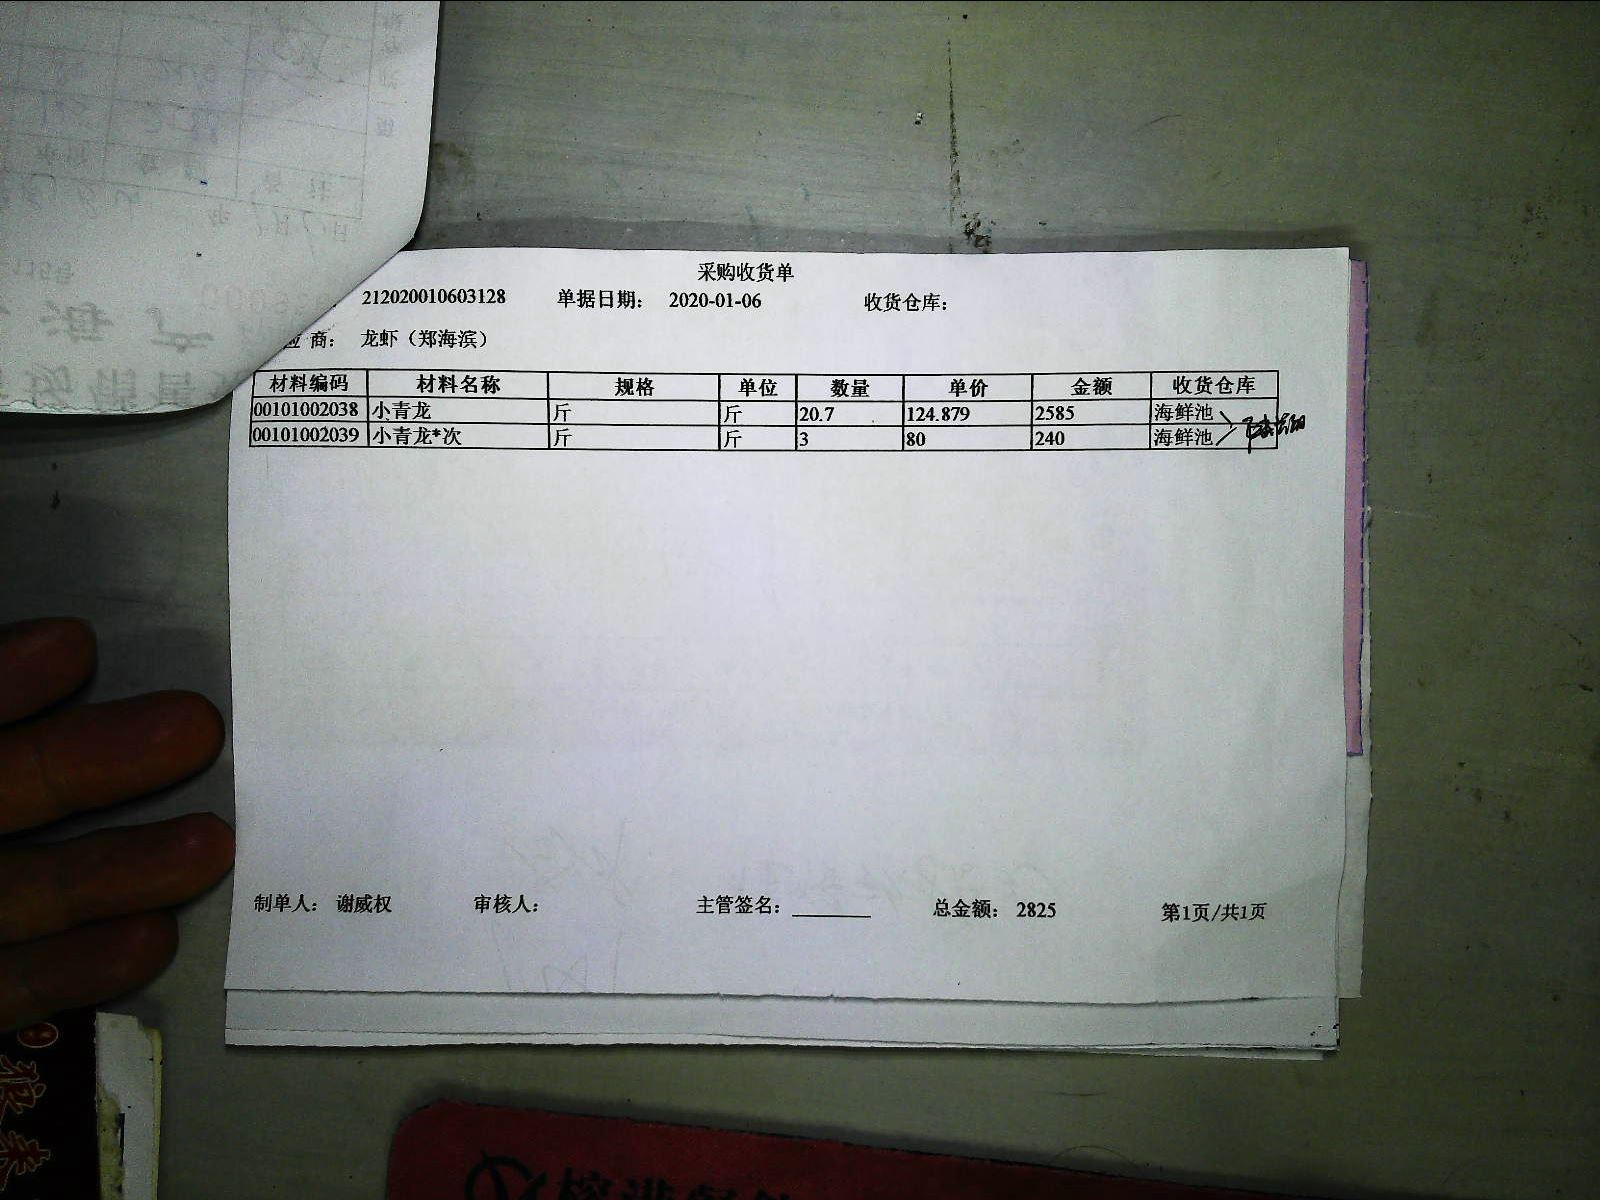 采购收货单
212020010603128 单据日期： 2020-01-06 收货仓库：
应 商： 龙虾（郑海滨）
材料编码 材料名称 规格 单位 数量 单价 金额 收货仓库
00101002038 小青龙 斤 斤 20.7 124.879 2585 海鲜池
00101002039 小青龙*次 斤 斤 3 80 240 海鲜池
制单人： 谢威权 审核人： 主管签名： 总金额： 2825 第1页/共1页